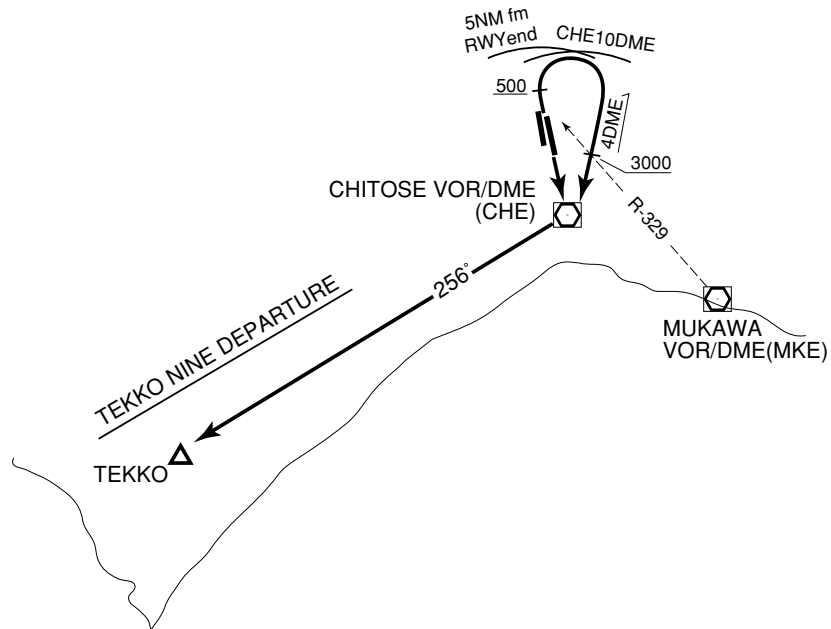 5NM fm
RWYend
CHE10DME
500
4DME
3000
CHITOSE VOR/DME
(CHE)
R-329
256°
MUKAWA
VOR/DME(MKE)
TEKKO NINE DEPARTURE
TEKKO